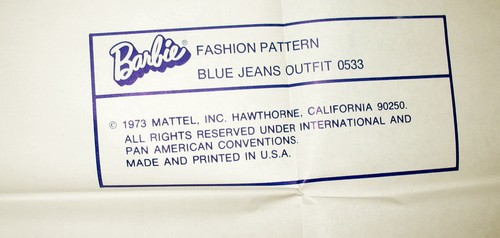 Barbie® FASHION PATTERN
BLUE JEANS OUTFIT 0533
© 1973 MATTEL, INC. HAWTHORNE, CALIFORNIA 90250.
ALL RIGHTS RESERVED UNDER INTERNATIONAL AND
PAN AMERICAN CONVENTIONS.
MADE AND PRINTED IN U.S.A.